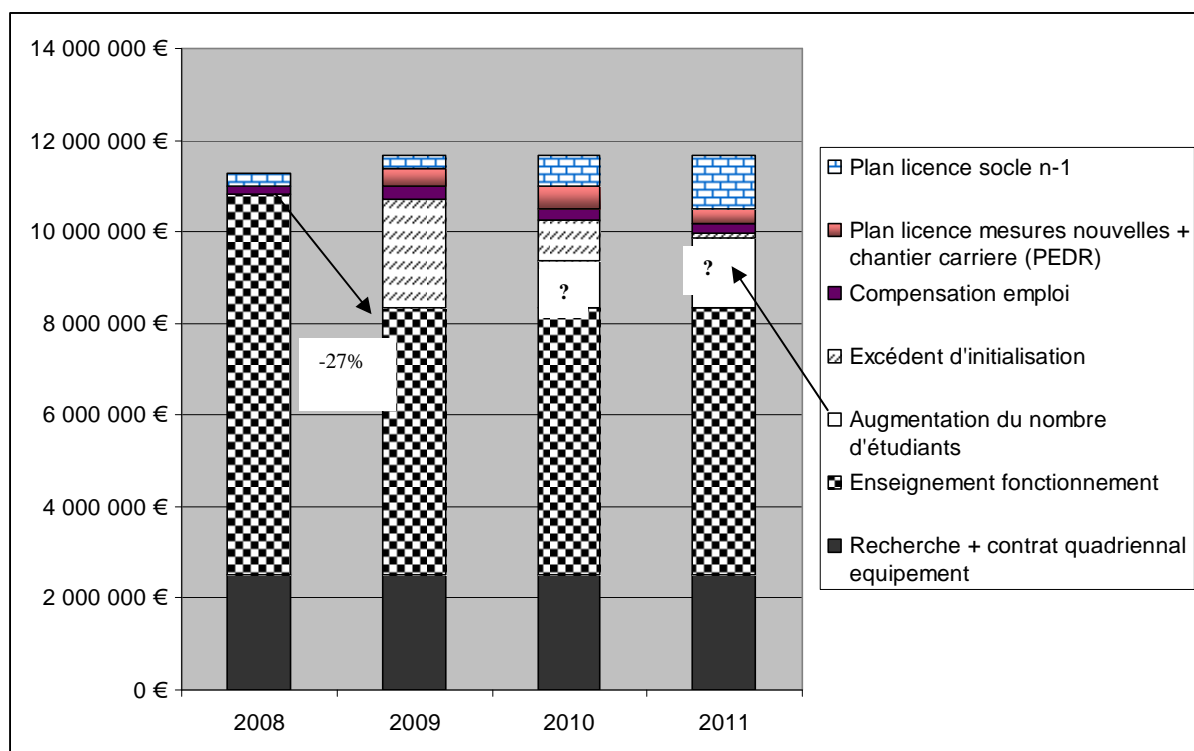 14 000 000 €
12 000 000 €
10 000 000 €
8 000 000 €
6 000 000 €
4 000 000 €
2 000 000 €
0 €
2008
2009
2010
2011
-27%
?
?
Plan licence socle n-1
Plan licence mesures nouvelles +
chantier carriere (PEDR)
Compensation emploi
Excédent d'initialisation
Augmentation du nombre
d'étudiants
Enseignement fonctionnement
Recherche + contrat quadriennal
equipement